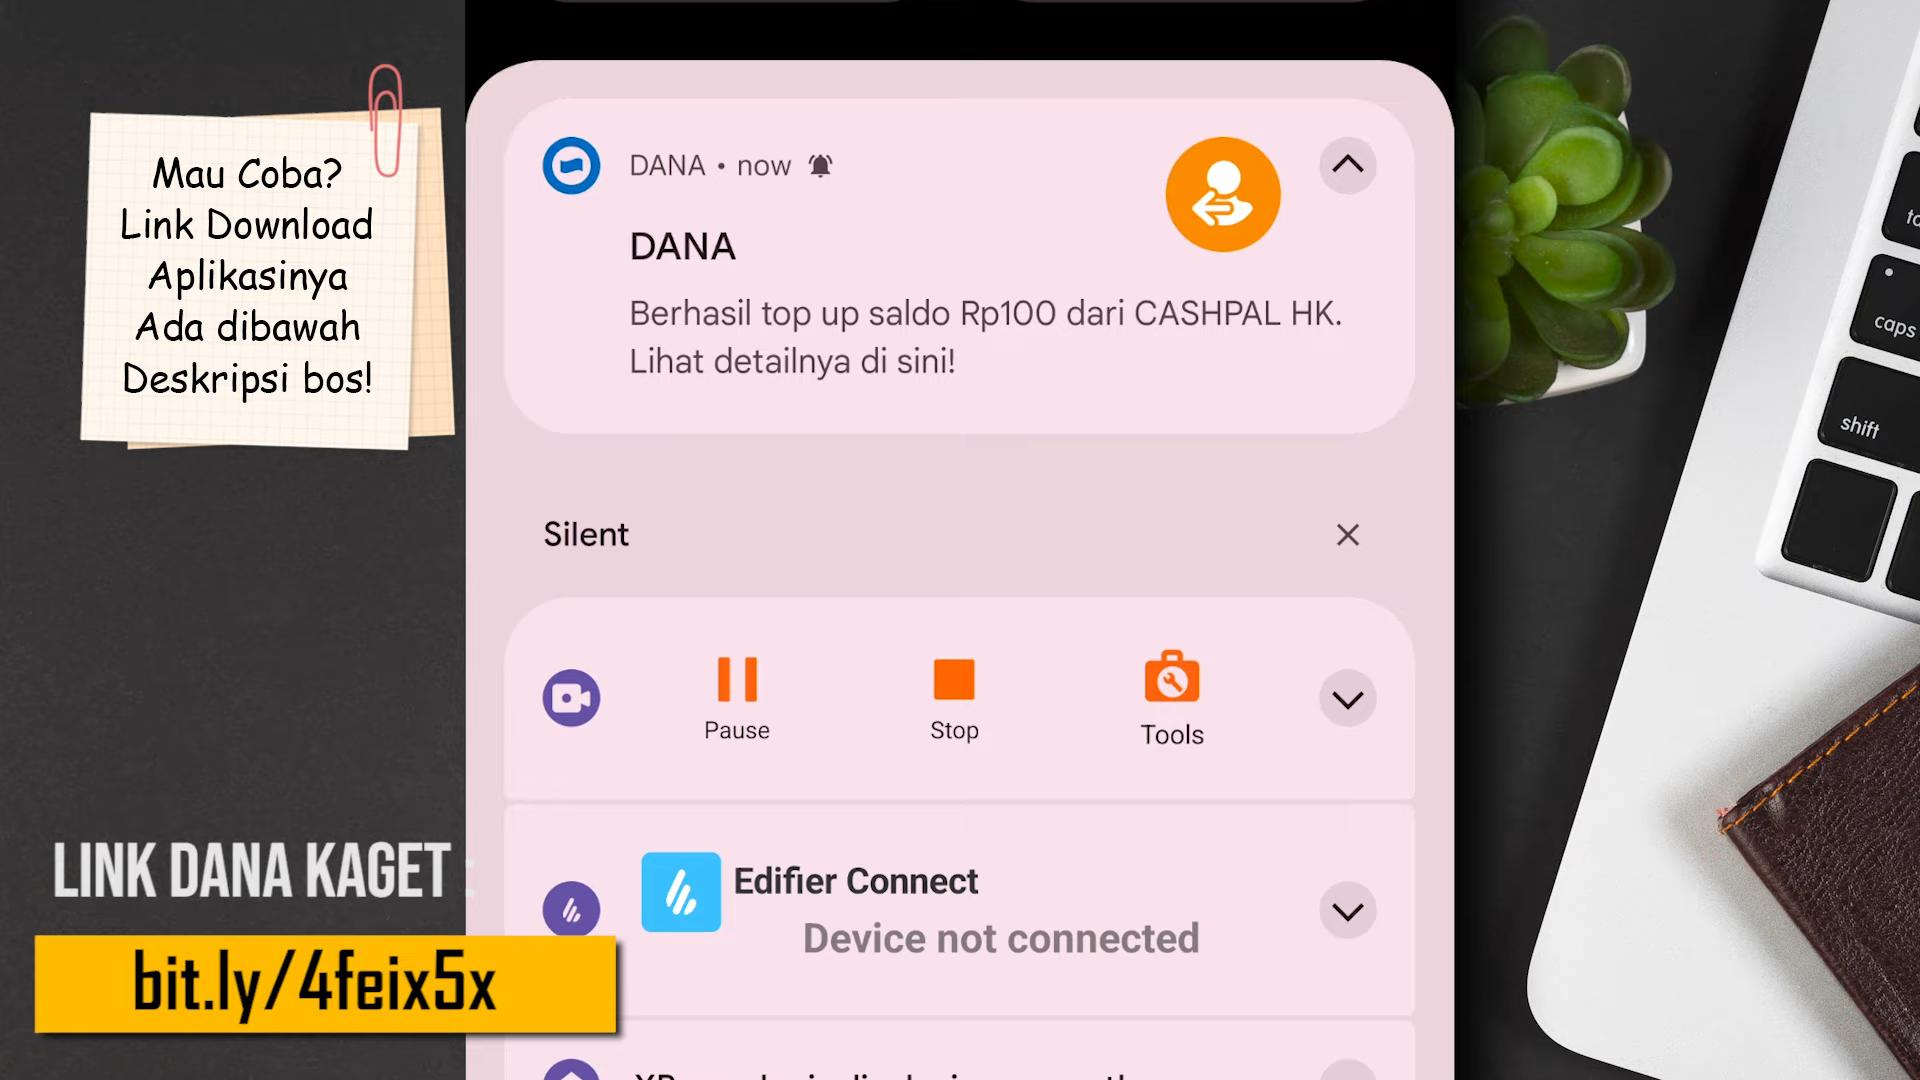 Mau Coba?
Link Download
Aplikasinya
Ada dibawah
Deskripsi bos!
DANA • now
DANA
Berhasil top up saldo Rp100 dari CASHPAL HK.
Lihat detailnya di sini!
Silent
Pause
Stop
Tools
Edifier Connect
Device not connected
LINK DANA KAGET :
bit.ly/4feix5x
caps
shift